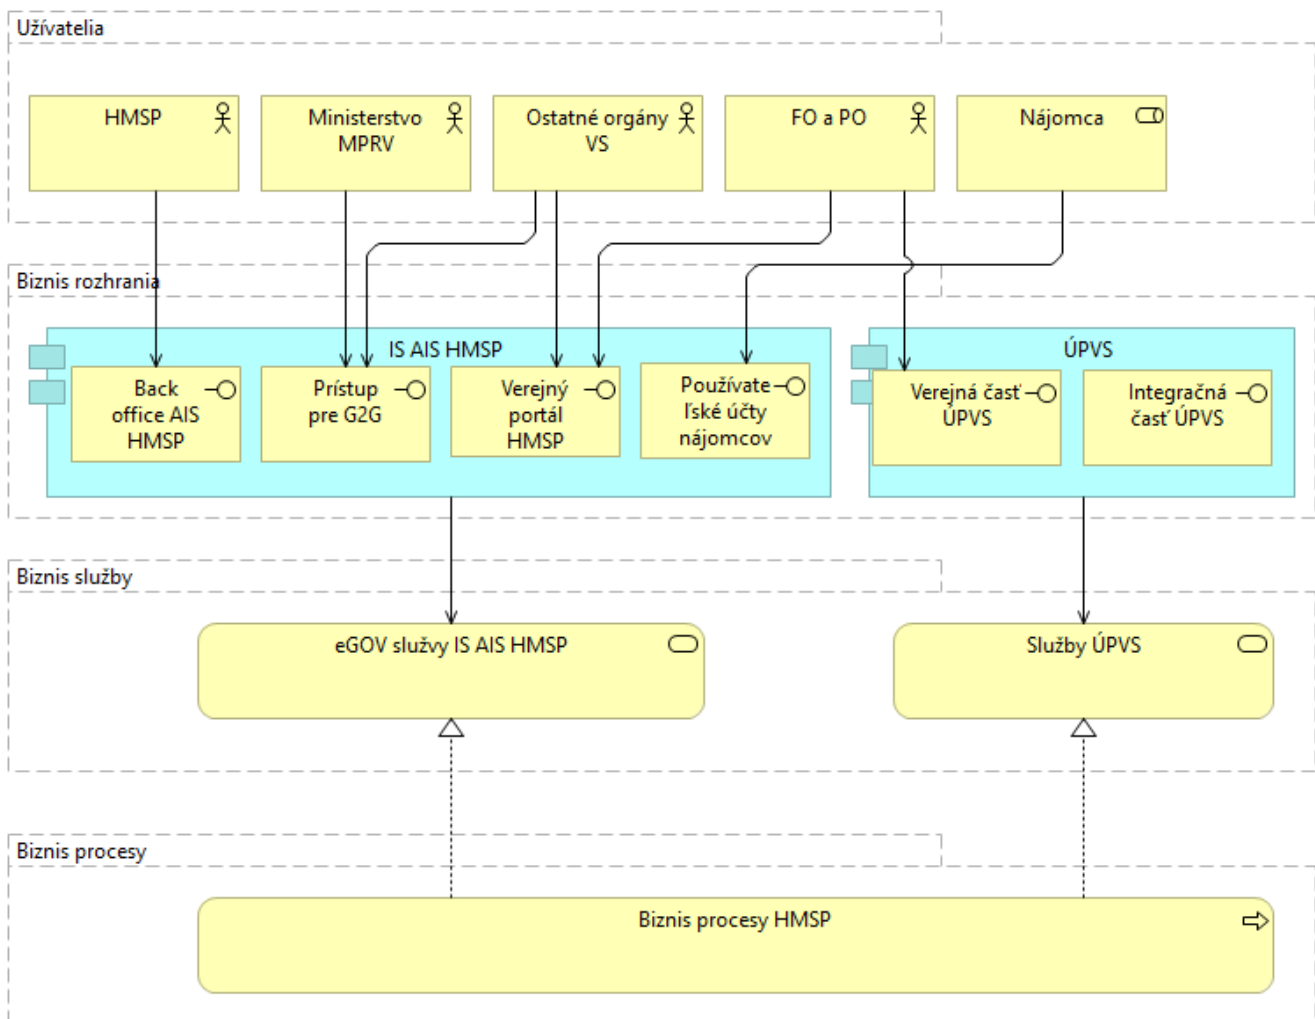 Užívatelia
HMSP
Ministerstvo
MPRV
Ostatné orgány
VS
FO a PO
Nájomca
Biznis rozhrania
IS AIS HMSP
Back
office AIS
HMSP
Prístup
pre G2G
Verejný
portál
HMSP
Používate
ľské účty
nájomcov
ÚPVS
Verejná časť
ÚPVS
Integračná
časť ÚPVS
Biznis služby
eGOV služvy IS AIS HMSP
Služby ÚPVS
Biznis procesy
Biznis procesy HMSP